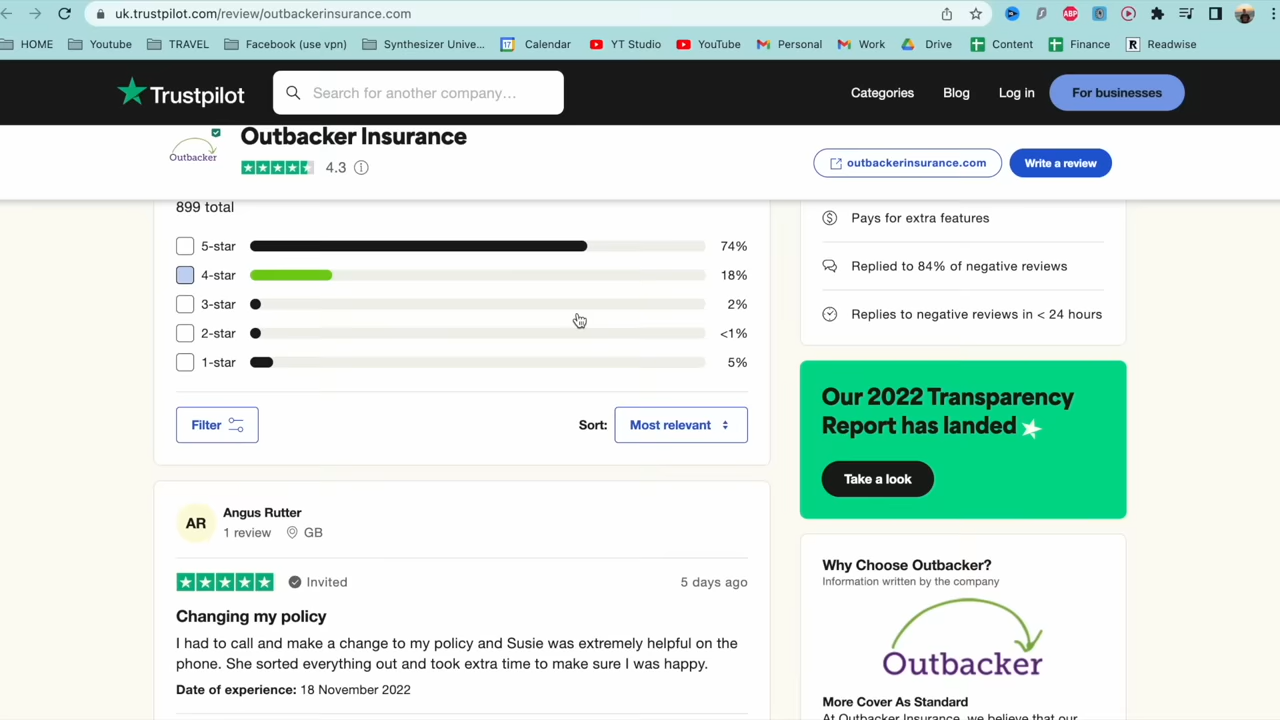 uk.trustpilot.com/review/outbackerinsurance.com
HOME Youtube TRAVEL Facebook (use vpn) Synthesizer Unive... Calendar YT Studio YouTube Personal Work Drive Content Finance Readwise
Trustpilot
Search for another company...
Categories Blog Log in For businesses
Outbacker
Outbacker Insurance
4.3
outbackerinsurance.com
Write a review
899 total
5-star 74%
4-star 18%
3-star 2%
2-star <1%
1-star 5%
Filter
Sort: Most relevant
AR
Angus Rutter
1 review GB
Invited 5 days ago
Changing my policy
I had to call and make a change to my policy and Susie was extremely helpful on the
phone. She sorted everything out and took extra time to make sure I was happy.
Date of experience: 18 November 2022
Pays for extra features
Replied to 84% of negative reviews
Replies to negative reviews in < 24 hours
Our 2022 Transparency
Report has landed
Take a look
Why Choose Outbacker?
Information written by the company
Outbacker
More Cover As Standard
At Outbacker Insurance, we believe that our